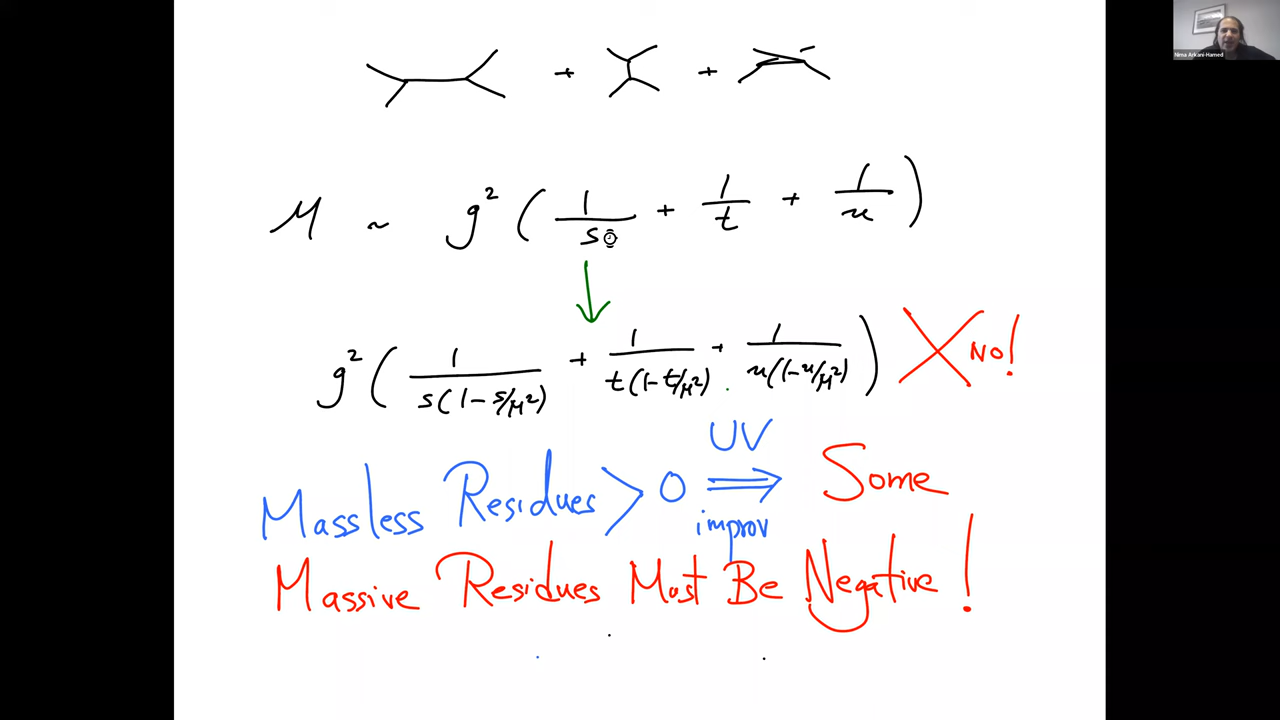 Nima Arkani-Hamed
+ +
M ~ g² ( 1/s + 1/t + 1/u )
g² ( 1/s(1-s/M²) + 1/t(1-t/M²) + 1/u(1-u/M²) ) NO!
UV
Massless Residues > 0 ⟹ Some
improv
Massive Residues Must Be Negative!